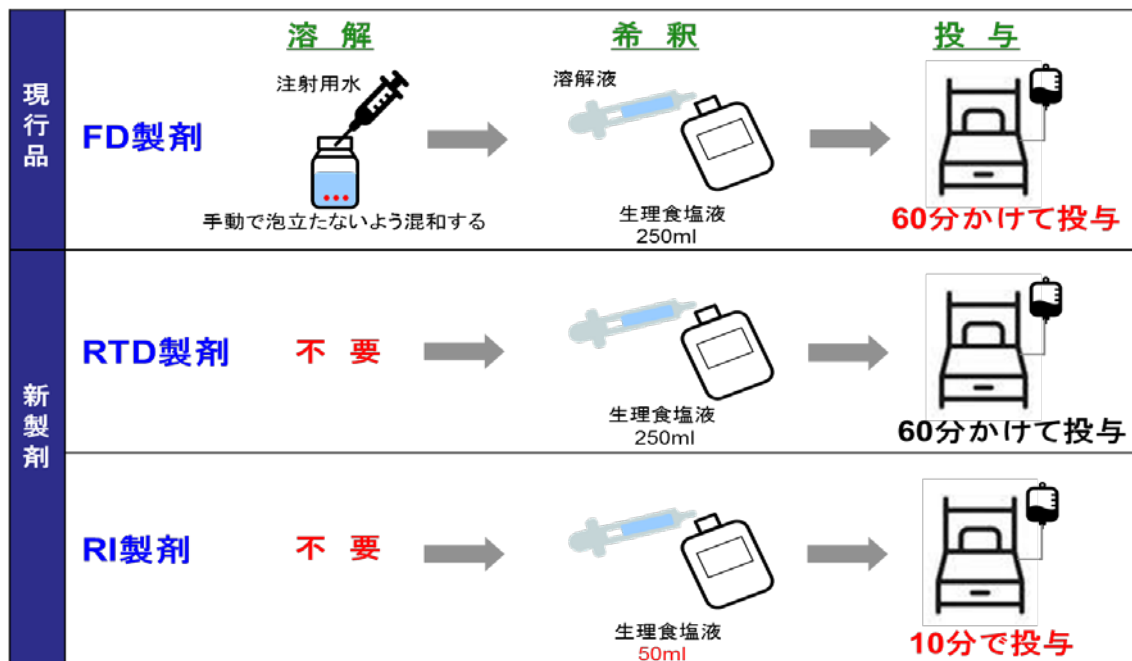 溶解
希釈
投与
現行品
FD製剤
注射用水
手動で泡立たないよう混和する
溶解液
生理食塩液
250ml
60分かけて投与
新製剤
RTD製剤
不要
生理食塩液
250ml
60分かけて投与
RI製剤
不要
生理食塩液
50ml
10分で投与